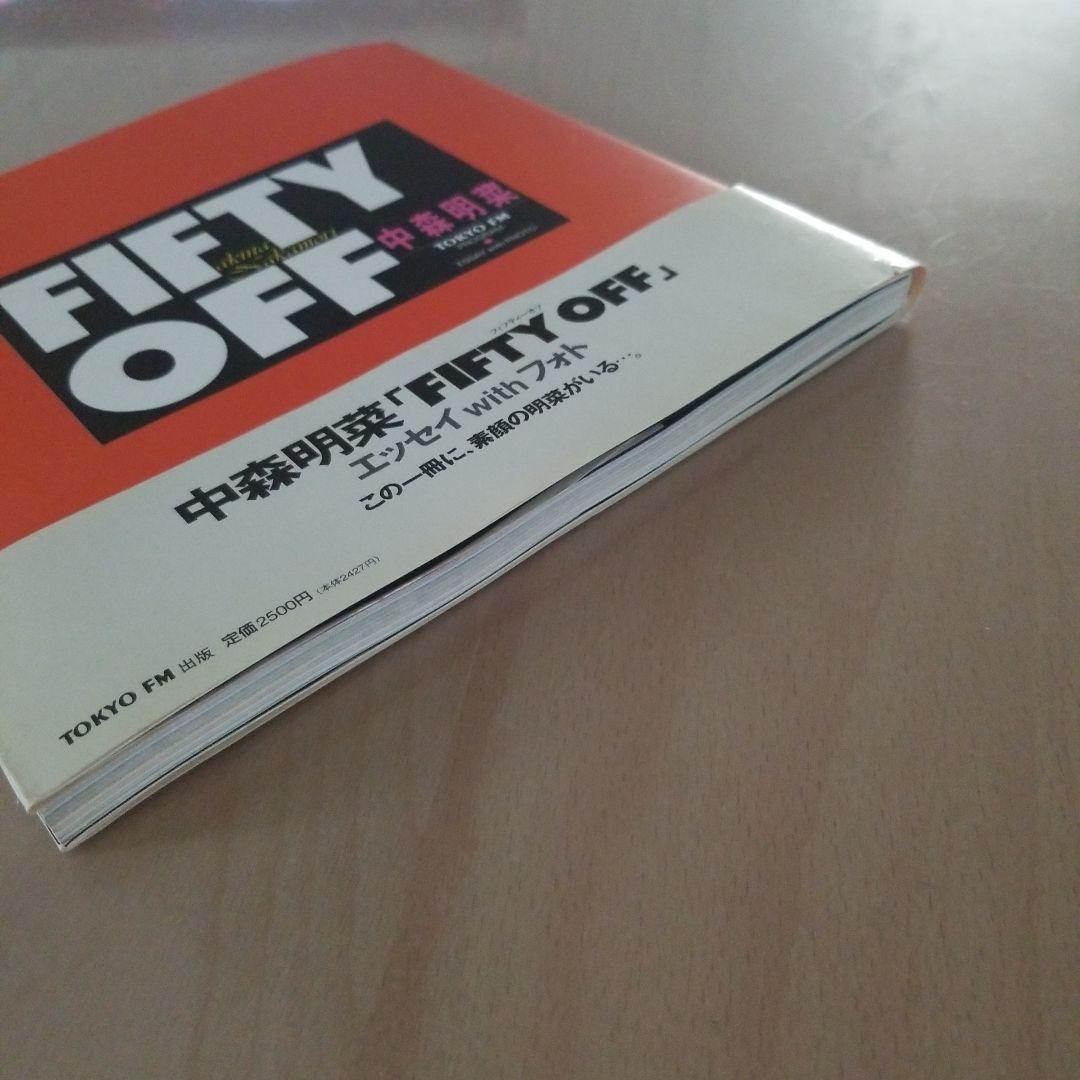 FIFTY
Akina
Nakamori
OFF
中森明菜
TOKYO FM
ESSAY with PHOTO
中森明菜「FIFTY OFF」
フィフティー・オフ
エッセイ with フォト
この一冊に、素顔の明菜がいる…。
TOKYO FM 出版 定価2500円（本体2427円）